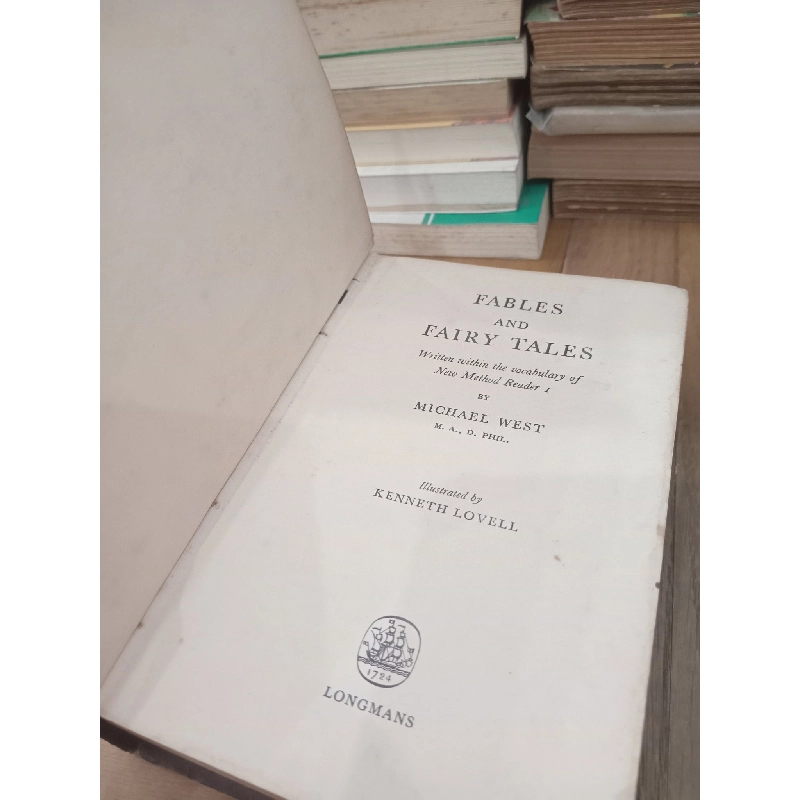 FABLES
AND
FAIRY TALES
Written within the vocabulary of
New Method Reader 1
BY
MICHAEL WEST
M. A., D. PHIL.,
Illustrated by
KENNETH LOVELL
1724
LONGMANS